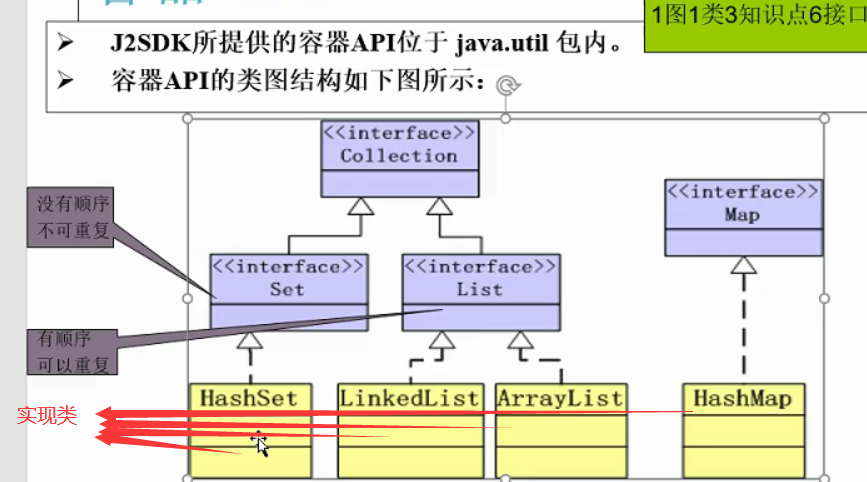 1图1类3知识点6接口
J2SDK所提供的容器API位于 java.util 包内。
容器API的类图结构如下图所示：
<<interface>>
Collection
<<interface>>
Map
没有顺序
不可重复
<<interface>>
Set
<<interface>>
List
有顺序
可以重复
HashSet
LinkedList
ArrayList
HashMap
实现类